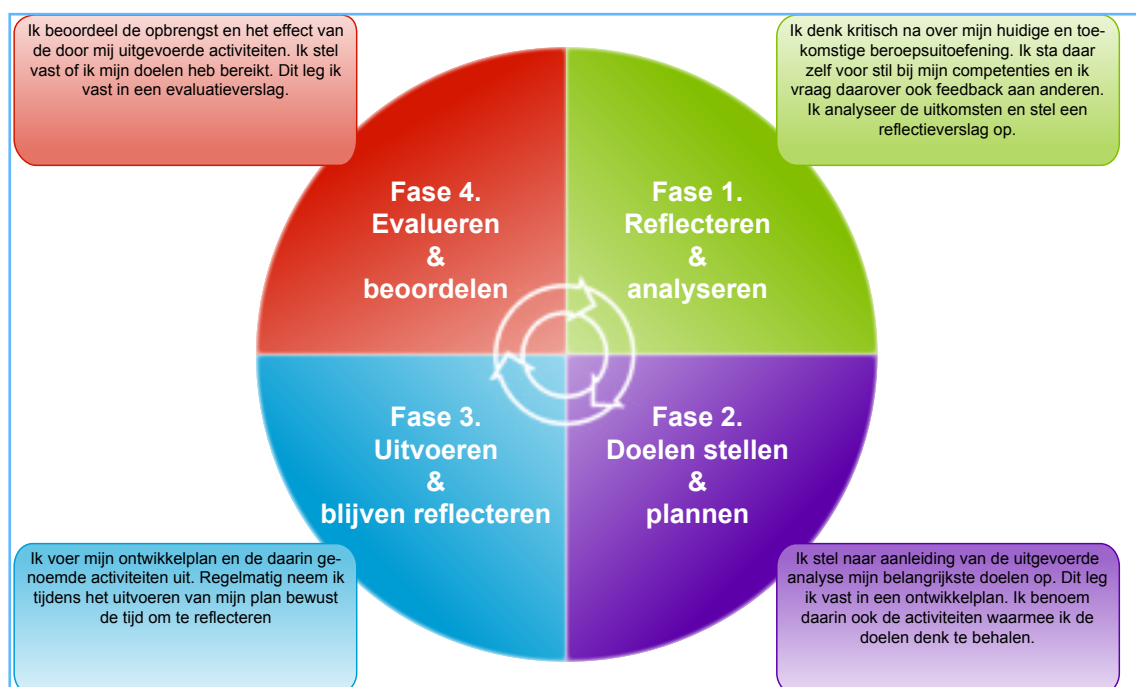 Ik beoordeel de opbrengst en het effect van
de door mij uitgevoerde activiteiten. Ik stel
vast of ik mijn doelen heb bereikt. Dit leg ik
vast in een evaluatieverslag.
Ik denk kritisch na over mijn huidige en toe-
komstige beroepsuitoefening. Ik sta daar
zelf voor stil bij mijn competenties en ik
vraag daarover ook feedback aan anderen.
Ik analyseer de uitkomsten en stel een
reflectieverslag op.
Fase 4.
Evalueren
&
beoordelen
Fase 1.
Reflecteren
&
analyseren
Fase 3.
Uitvoeren
&
blijven reflecteren
Fase 2.
Doelen stellen
&
plannen
Ik voer mijn ontwikkelplan en de daarin ge-
noemde activiteiten uit. Regelmatig neem ik
tijdens het uitvoeren van mijn plan bewust
de tijd om te reflecteren
Ik stel naar aanleiding van de uitgevoerde
analyse mijn belangrijkste doelen op. Dit leg
ik vast in een ontwikkelplan. Ik benoem
daarin ook de activiteiten waarmee ik de
doelen denk te behalen.